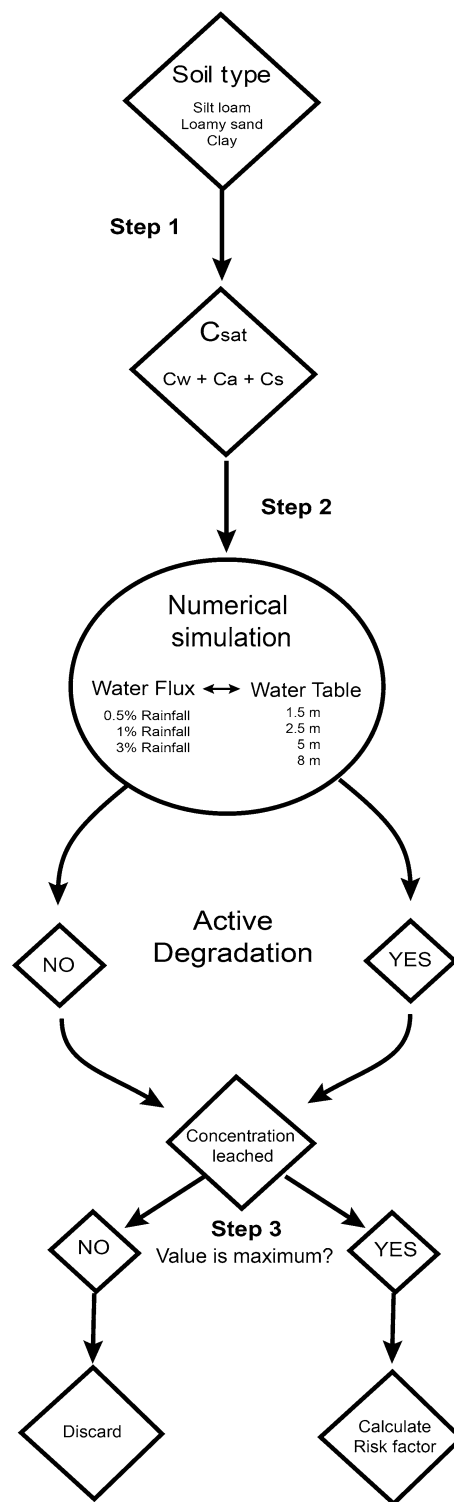 Soil type
Silt loam
Loamy sand
Clay
Step 1
Csat
Cw + Ca + Cs
Step 2
Numerical
simulation
Water Flux
0.5% Rainfall
1% Rainfall
3% Rainfall
Water Table
1.5 m
2.5 m
5 m
8 m
Active
Degradation
NO
YES
Concentration
leached
Step 3
Value is maximum?
NO
YES
Discard
Calculate
Risk factor